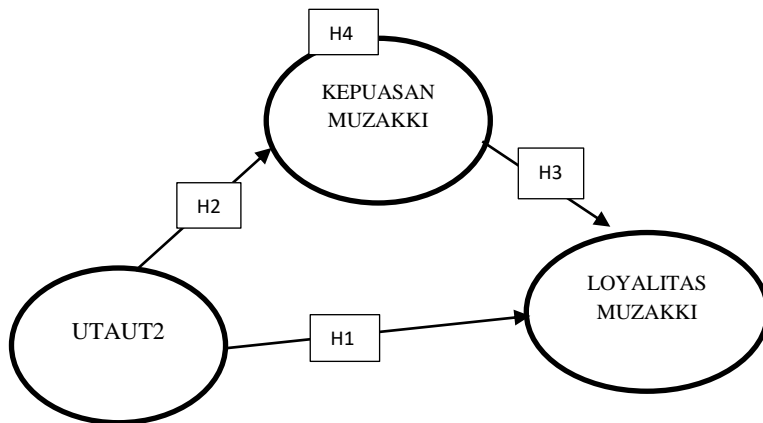 H4
KEPUASAN
MUZAKKI
H3
H2
LOYALITAS
MUZAKKI
UTAUT2
H1